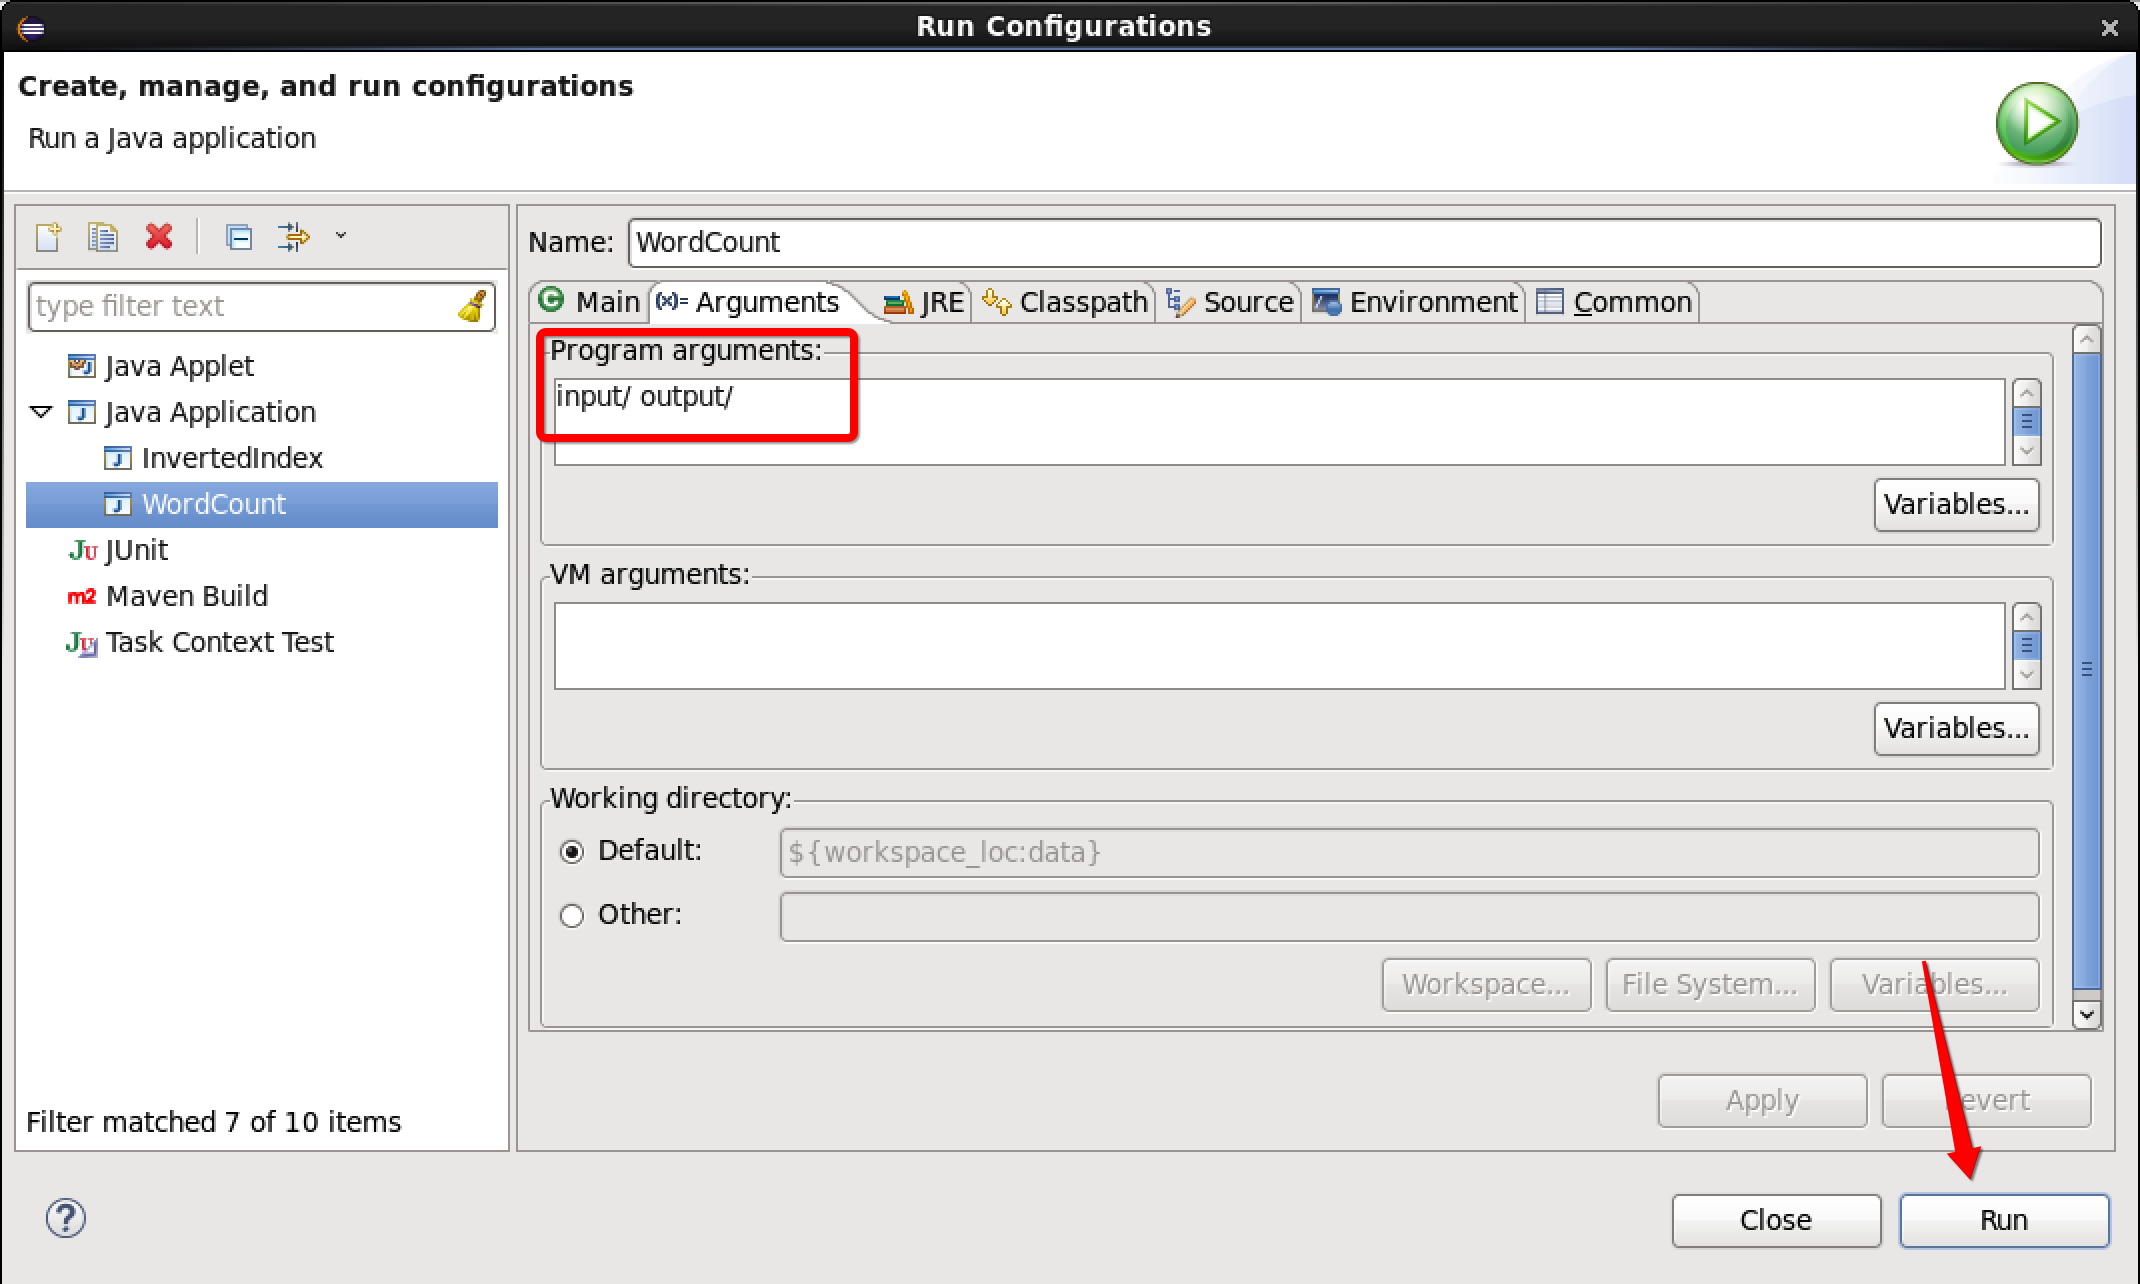 Run Configurations
Create, manage, and run configurations
Run a Java application
type filter text
Java Applet
Java Application
InvertedIndex
WordCount
JUnit
Maven Build
Task Context Test
Filter matched 7 of 10 items
Name: WordCount
Main (x)= Arguments JRE Classpath Source Environment Common
Program arguments:
input/ output/
Variables...
VM arguments:
Variables...
Working directory:
Default: ${workspace_loc:data}
Other:
Workspace... File System... Variables...
Apply evert
Close Run